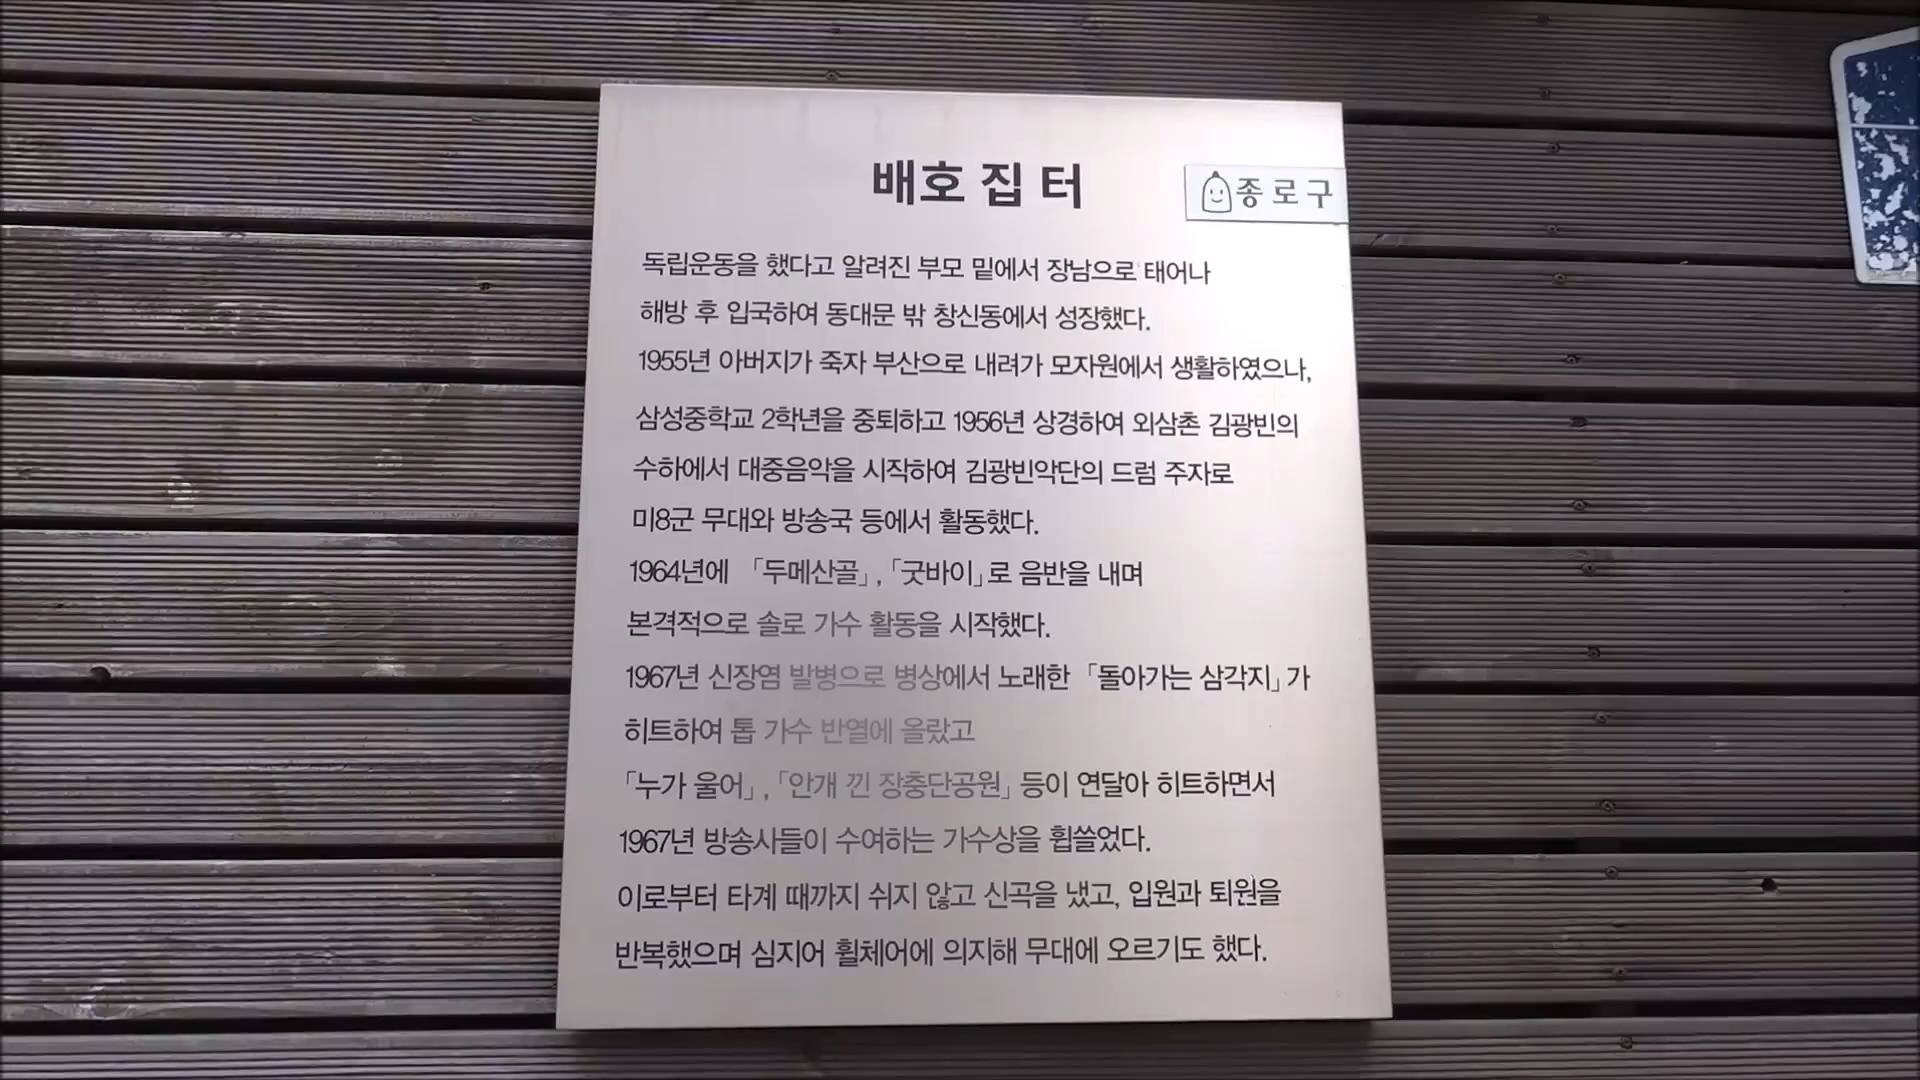 배호 집 터
종로구
독립운동을 했다고 알려진 부모 밑에서 장남으로 태어나
해방 후 입국하여 동대문 밖 창신동에서 성장했다.
1955년 아버지가 죽자 부산으로 내려가 모자원에서 생활하였으나,
삼성중학교 2학년을 중퇴하고 1956년 상경하여 외삼촌 김광빈의
수하에서 대중음악을 시작하여 김광빈악단의 드럼 주자로
미8군 무대와 방송국 등에서 활동했다.
1964년에 「두메산골」, 「굿바이」로 음반을 내며
본격적으로 솔로 가수 활동을 시작했다.
1967년 신장염 발병으로 병상에서 노래한 「돌아가는 삼각지」가
히트하여 톱 가수 반열에 올랐고
「누가 울어」, 「안개 낀 장충단공원」 등이 연달아 히트하면서
1967년 방송사들이 수여하는 가수상을 휩쓸었다.
이로부터 타계 때까지 쉬지 않고 신곡을 냈고, 입원과 퇴원을
반복했으며 심지어 휠체어에 의지해 무대에 오르기도 했다.